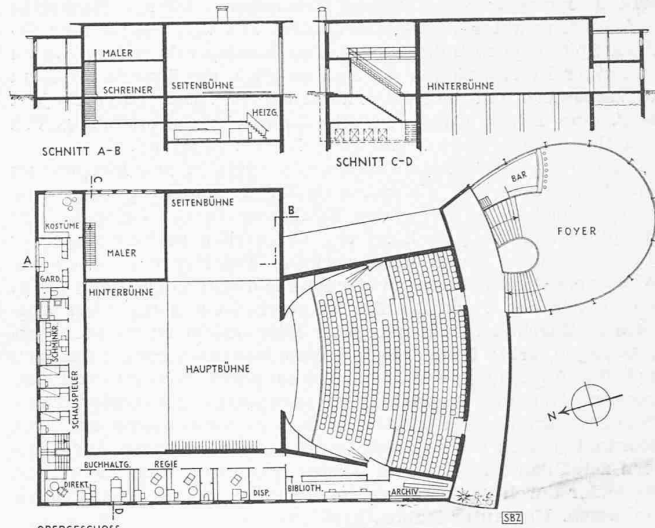 MALER
SCHREINER
SEITENBÜHNE
HEIZG.
SCHNITT A-B
HINTERBÜHNE
SCHNITT C-D
C
SEITENBÜHNE
B
BAR
FOYER
KOSTÜME
MALER
A
GARD.
HINTERBÜHNE
SCHMINKR.
SCHAUSPIELER
HAUPTBÜHNE
N
BUCHHALTG.
REGIE
DIREKT.
DISP.
BIBLIOTH.
ARCHIV
D
SBZ
OBERGESCHOSS